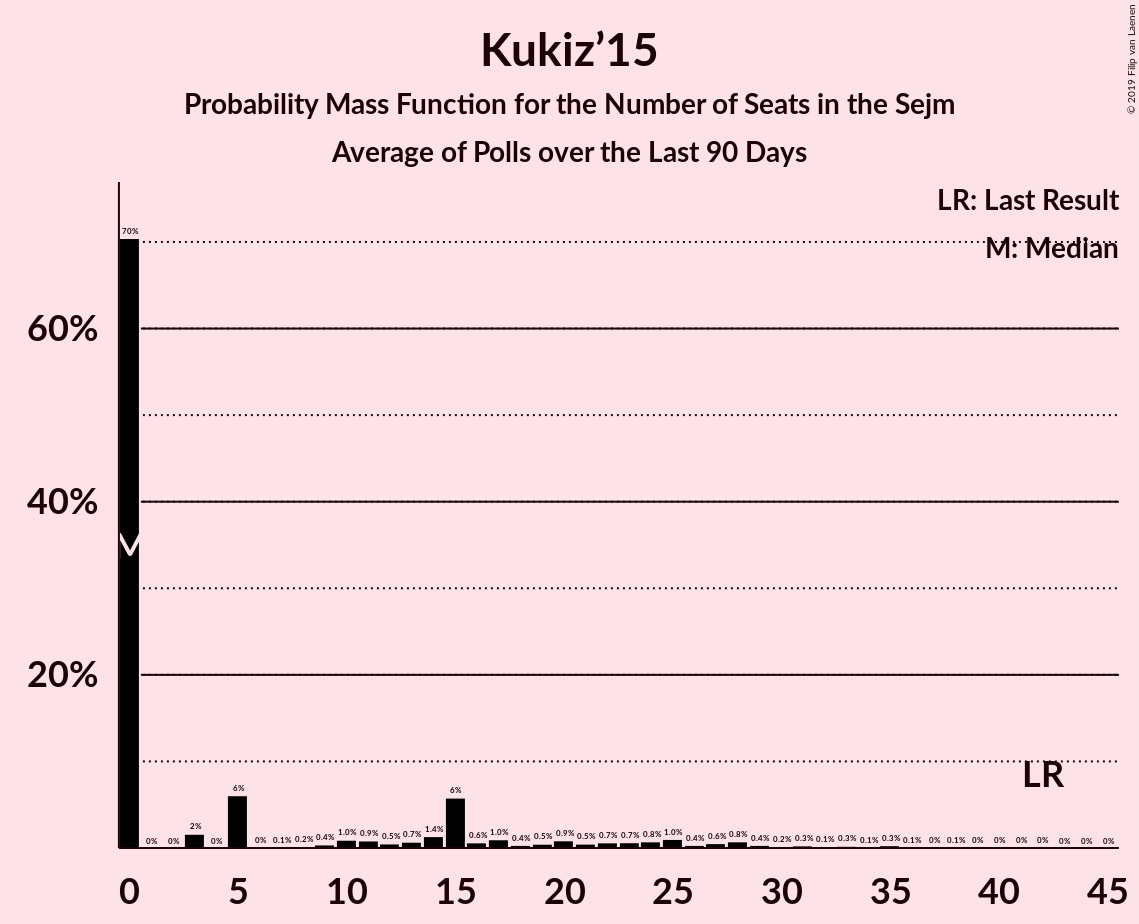 Kukiz’15
Probability Mass Function for the Number of Seats in the Sejm
Average of Polls over the Last 90 Days
© 2019 Filip van Laenen
LR: Last Result
M: Median
60%
40%
20%
70% 0% 0% 2% 0% 6% 0% 0.1% 0.2% 0.4% 1.0% 0.9% 0.5% 0.7% 1.4% 6% 0.6% 1.0% 0.4% 0.5% 0.9% 0.5% 0.7% 0.7% 0.8% 1.0% 0.4% 0.6% 0.8% 0.4% 0.2% 0.3% 0.1% 0.3% 0.1% 0.3% 0.1% 0% 0.1% 0% 0% 0% 0% 0% 0% 0%
LR
0 5 10 15 20 25 30 35 40 45